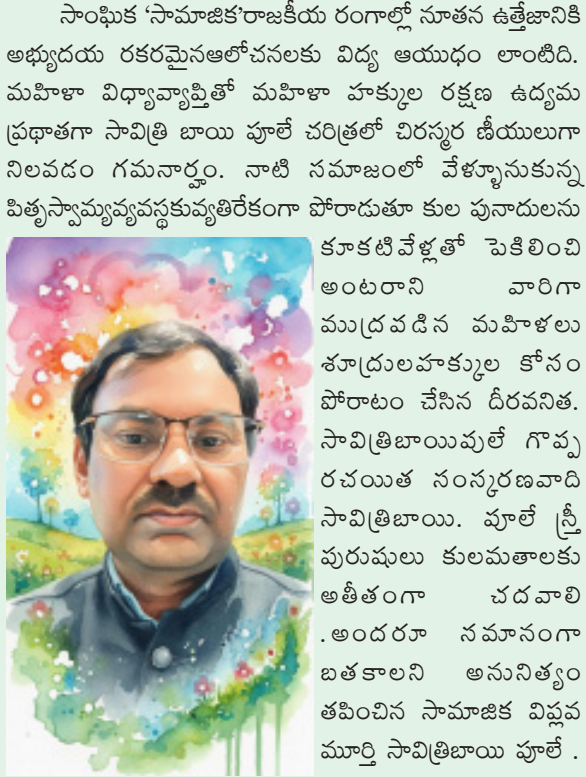 సాంఘిక ‘సామాజిక’రాజకీయ రంగాల్లో నూతన ఉత్తేజానికి
అభ్యుదయ రకరమైనఆలోచనలకు విద్య ఆయుధం లాంటిది.
మహిళా విధ్యావ్యాప్తితో మహిళా హక్కుల రక్షణ ఉద్యమ
ప్రథాతగా సావిత్రి బాయి పూలే చరిత్రలో చిరస్మర ణీయులుగా
నిలవడం గమనార్హం. నాటి సమాజంలో వేళ్ళూనుకున్న
పితృస్వామ్యవ్యవస్థకువ్యతిరేకంగా పోరాడుతూ కుల పునాదులను
కూకటివేళ్లతో పెకిలించి
అంటరాని వారిగా
ముద్రవడిన మహిళలు
శూద్రులహక్కుల కోసం
పోరాటం చేసిన దీరవనిత.
సావిత్రిబాయివులే గొప్ప
రచయిత సంస్కరణవాది
సావిత్రిబాయి. వూలే స్త్రీ
వురుషులు కులమతాలకు
అతీతంగా చదవాలి
.అందరూ సమానంగా
బతకాలని అనునిత్యం
తపించిన సామాజిక విప్లవ
మూర్తి సావిత్రిబాయి పూలే .